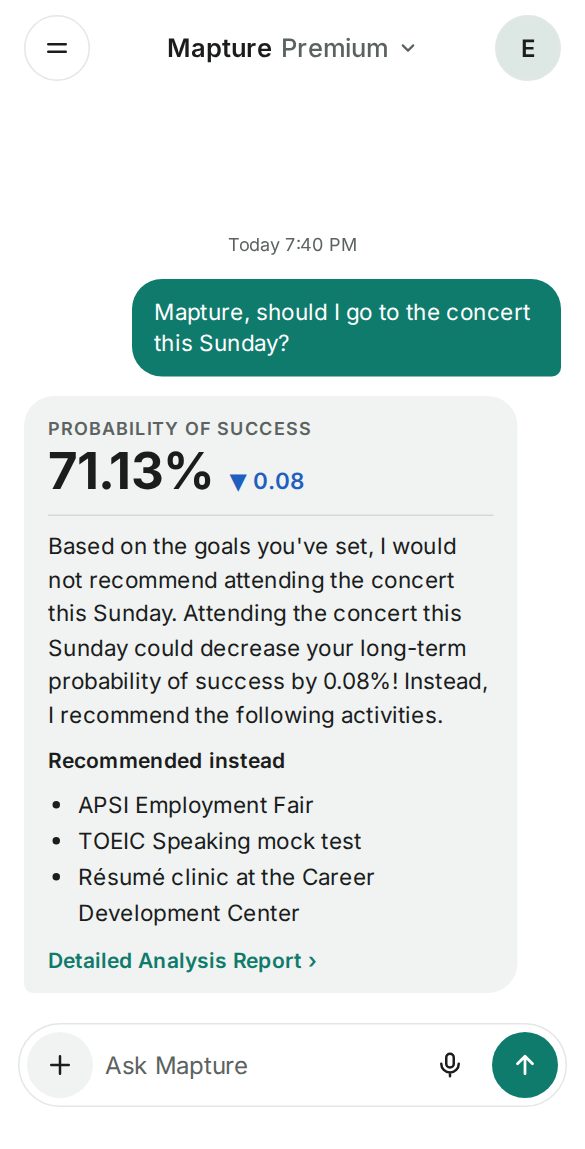 Mapture Premium
E
Today 7:40 PM
Mapture, should I go to the concert
this Sunday?
PROBABILITY OF SUCCESS
71.13% ▼ 0.08
Based on the goals you've set, I would
not recommend attending the concert
this Sunday. Attending the concert this
Sunday could decrease your long-term
probability of success by 0.08%! Instead,
I recommend the following activities.
Recommended instead
• APSI Employment Fair
• TOEIC Speaking mock test
• Résumé clinic at the Career
Development Center
Detailed Analysis Report ›
Ask Mapture